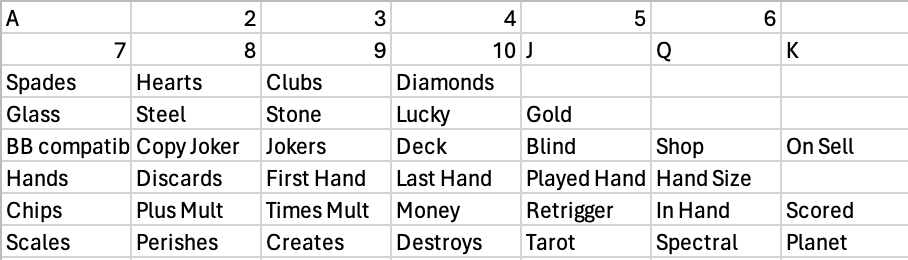 A 2 3 4 5 6
7 8 9 10 J Q K
Spades Hearts Clubs Diamonds
Glass Steel Stone Lucky Gold
BB compatib Copy Joker Jokers Deck Blind Shop On Sell
Hands Discards First Hand Last Hand Played Hand Hand Size
Chips Plus Mult Times Mult Money Retrigger In Hand Scored
Scales Perishes Creates Destroys Tarot Spectral Planet